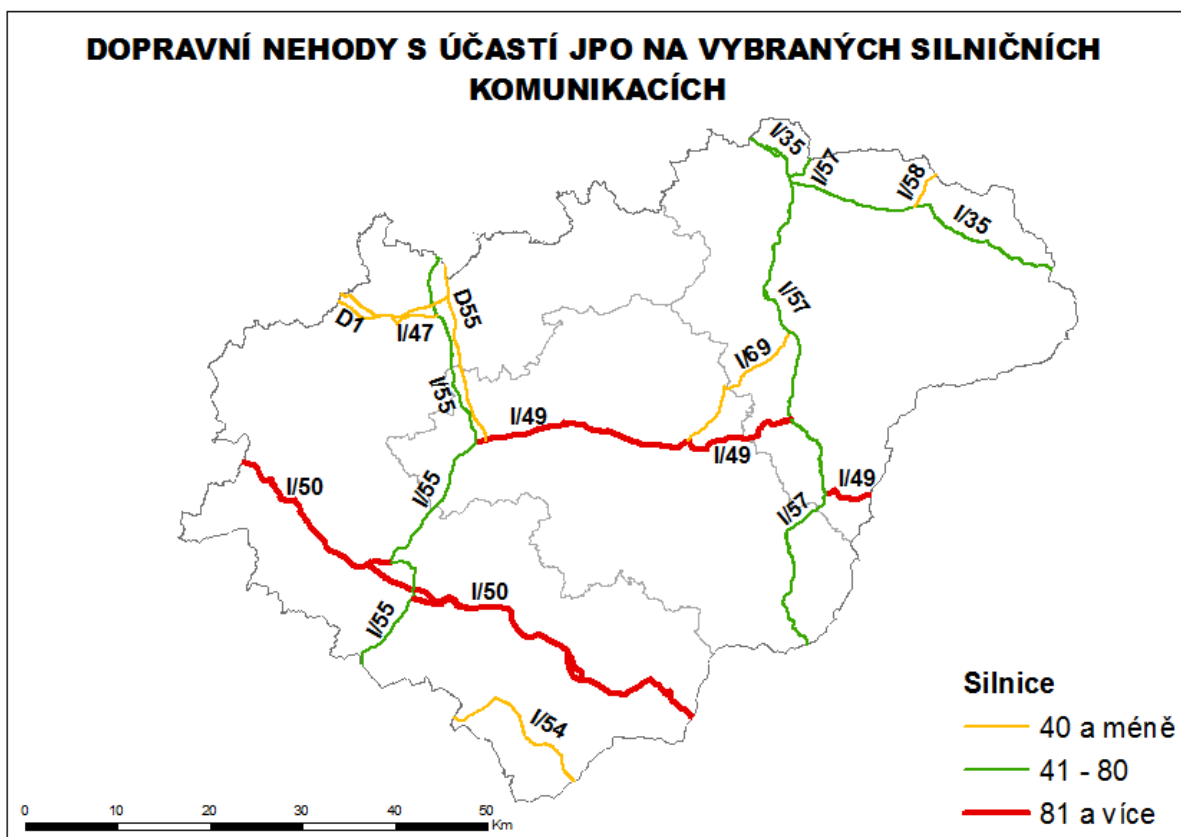 DOPRAVNÍ NEHODY S ÚČASTÍ JPO NA VYBRANÝCH SILNIČNÍCH
KOMUNIKACÍCH
I/35
I/57
I/58
I/35
I/57
D55
D1
I/47
I/69
I/55
I/49
I/49
I/49
I/50
I/55
I/57
I/50
I/55
I/54
Silnice
40 a méně
41 - 80
81 a více
0 10 20 30 40 50
Km